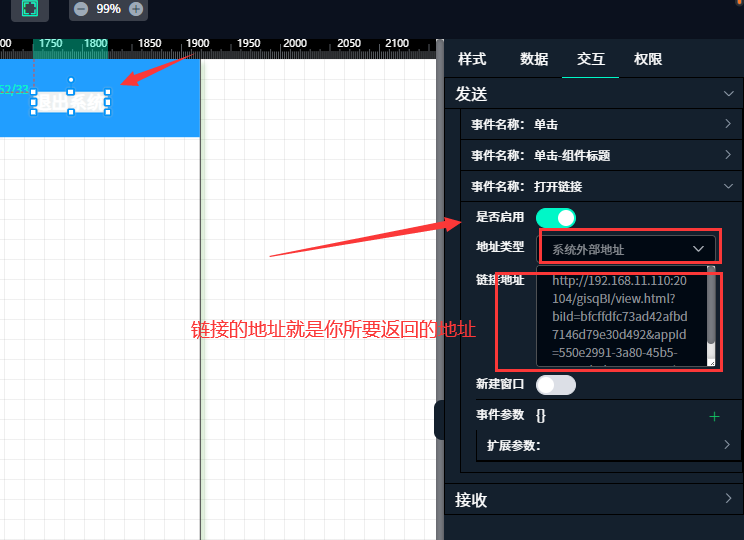 99%
00 1750 1800 1850 1900 1950 2000 2050 2100
52/33
退出系统
样式 数据 交互 权限
发送
事件名称： 单击
事件名称： 单击-组件标题
事件名称： 打开链接
是否启用
地址类型 系统外部地址
链接地址 http://192.168.11.110:20
104/gisqBI/view.html?
biId=bfcffdfc73ad42afbd
7146d79e30d492&appId
=550e2991-3a80-45b5-
链接的地址就是你所要返回的地址
新建窗口
事件参数 {}
扩展参数：
接收